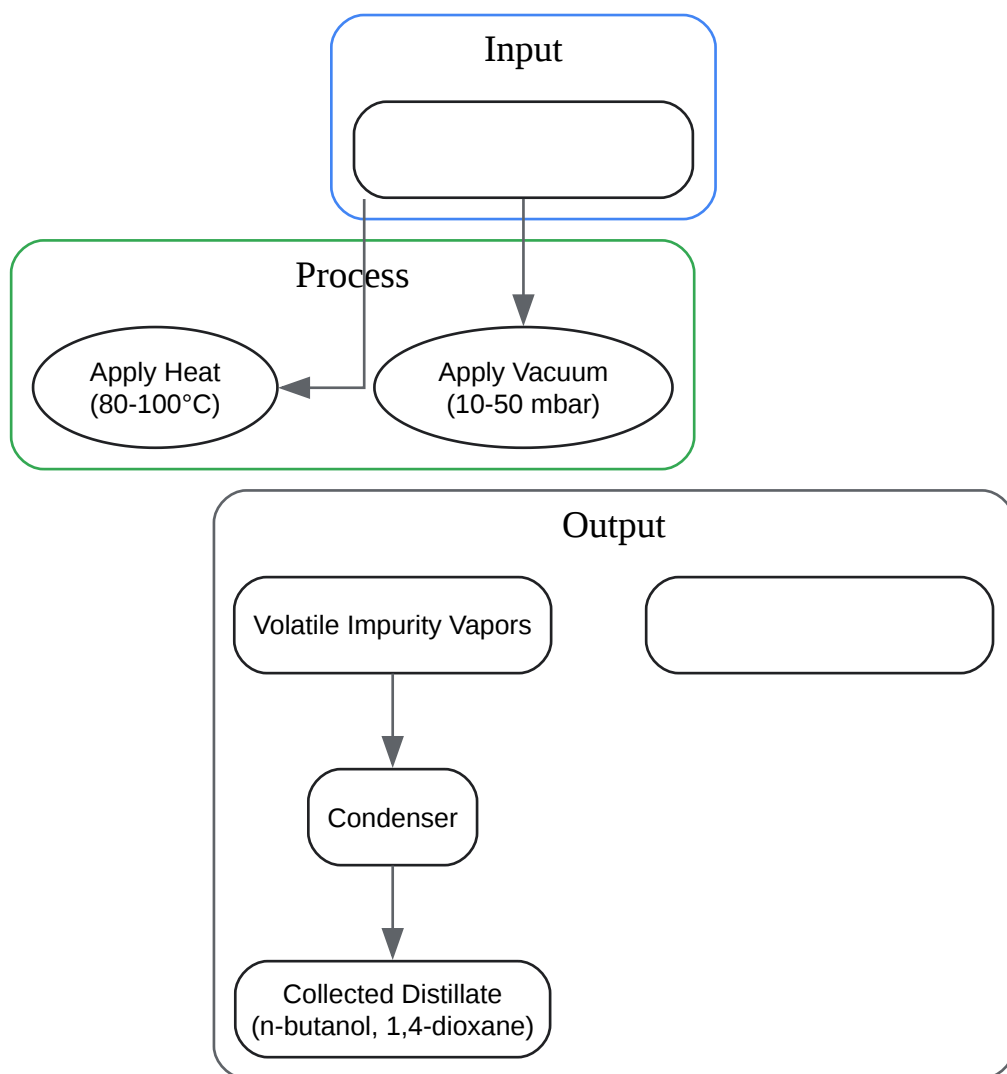 Input
Process
Apply Heat
(80-100°C)
Apply Vacuum
(10-50 mbar)
Output
Volatile Impurity Vapors
Condenser
Collected Distillate
(n-butanol, 1,4-dioxane)